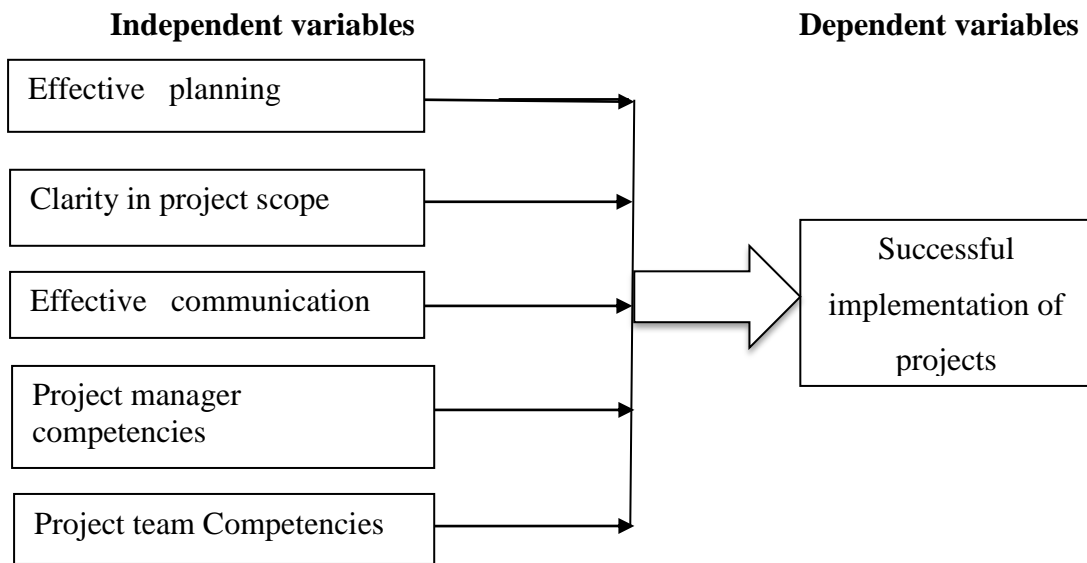 Independent variables
Dependent variables
Effective planning
Clarity in project scope
Effective communication
Project manager
competencies
Project team Competencies
Successful
implementation of
projects